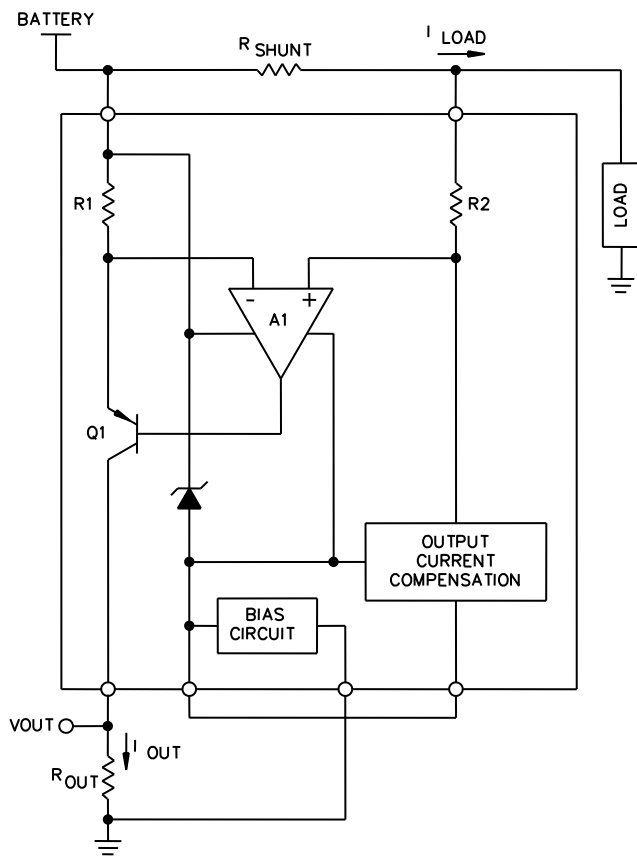 BATTERY
R SHUNT
I LOAD
R1
R2
LOAD
- +
A1
Q1
OUTPUT
CURRENT
COMPENSATION
BIAS
CIRCUIT
VOUT
I OUT
R OUT